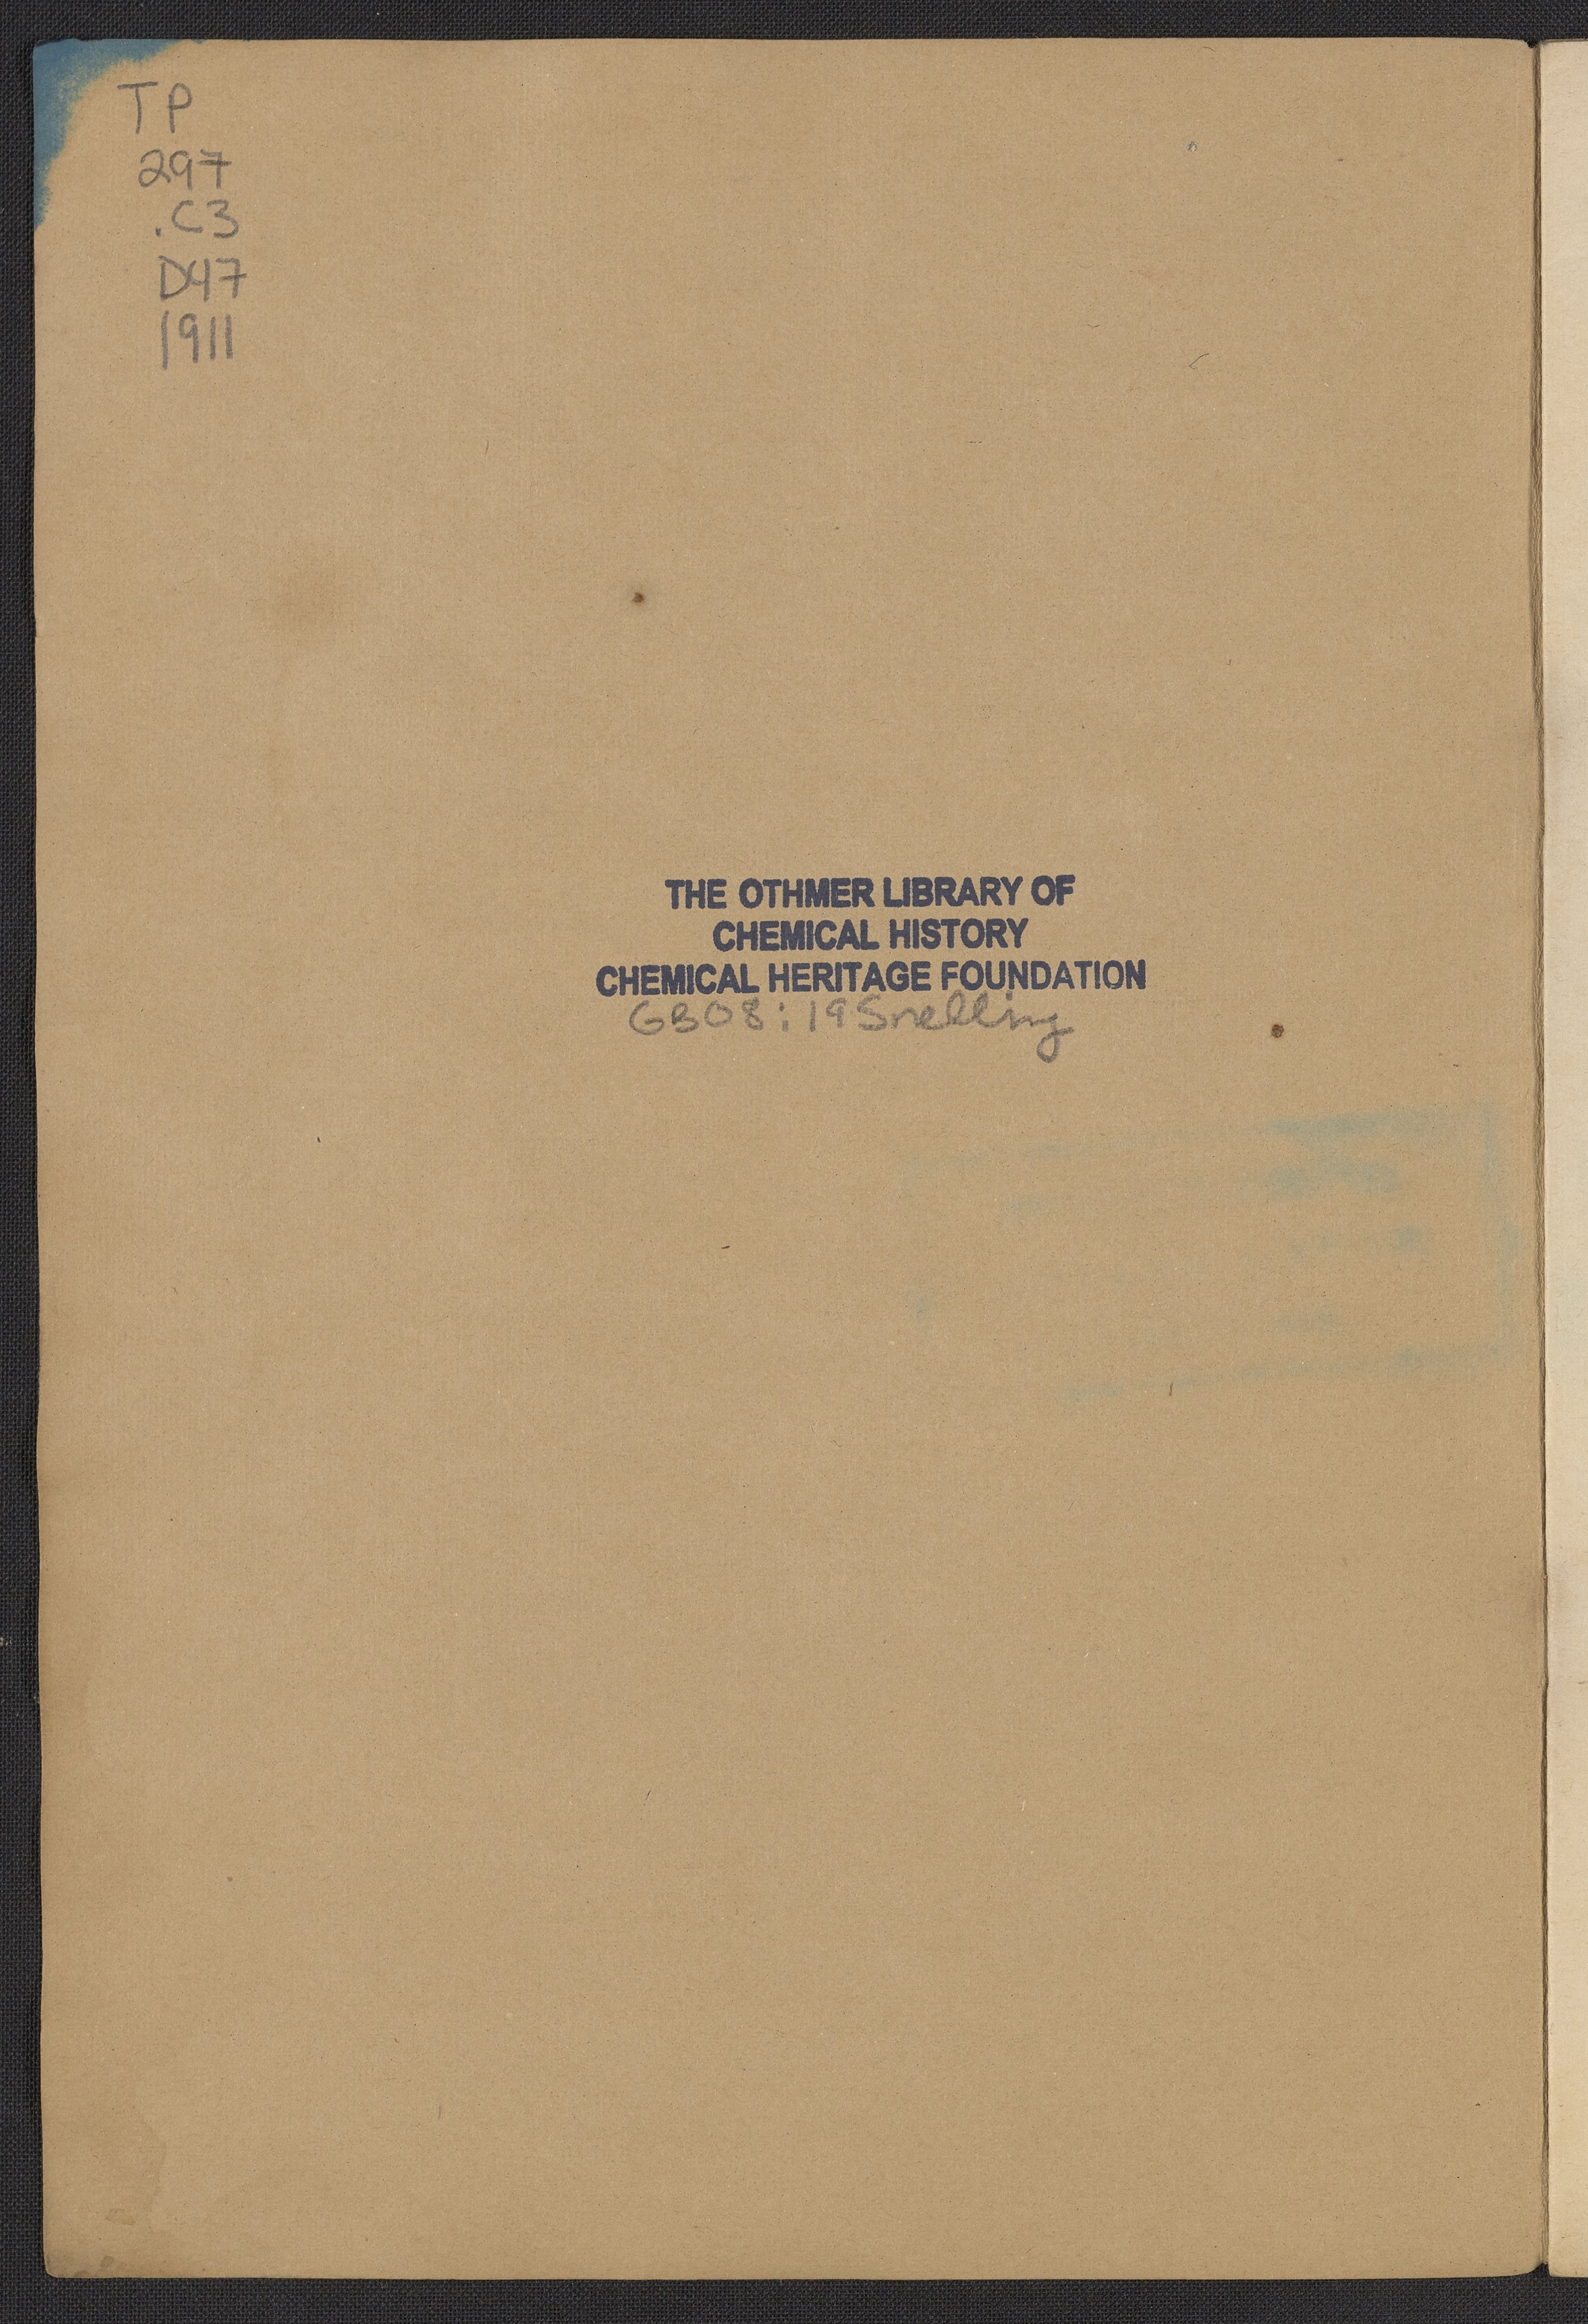 TP
297
.C3
D47
1911
THE OTHMER LIBRARY OF
CHEMICAL HISTORY
CHEMICAL HERITAGE FOUNDATION
GB08:19 Snelling